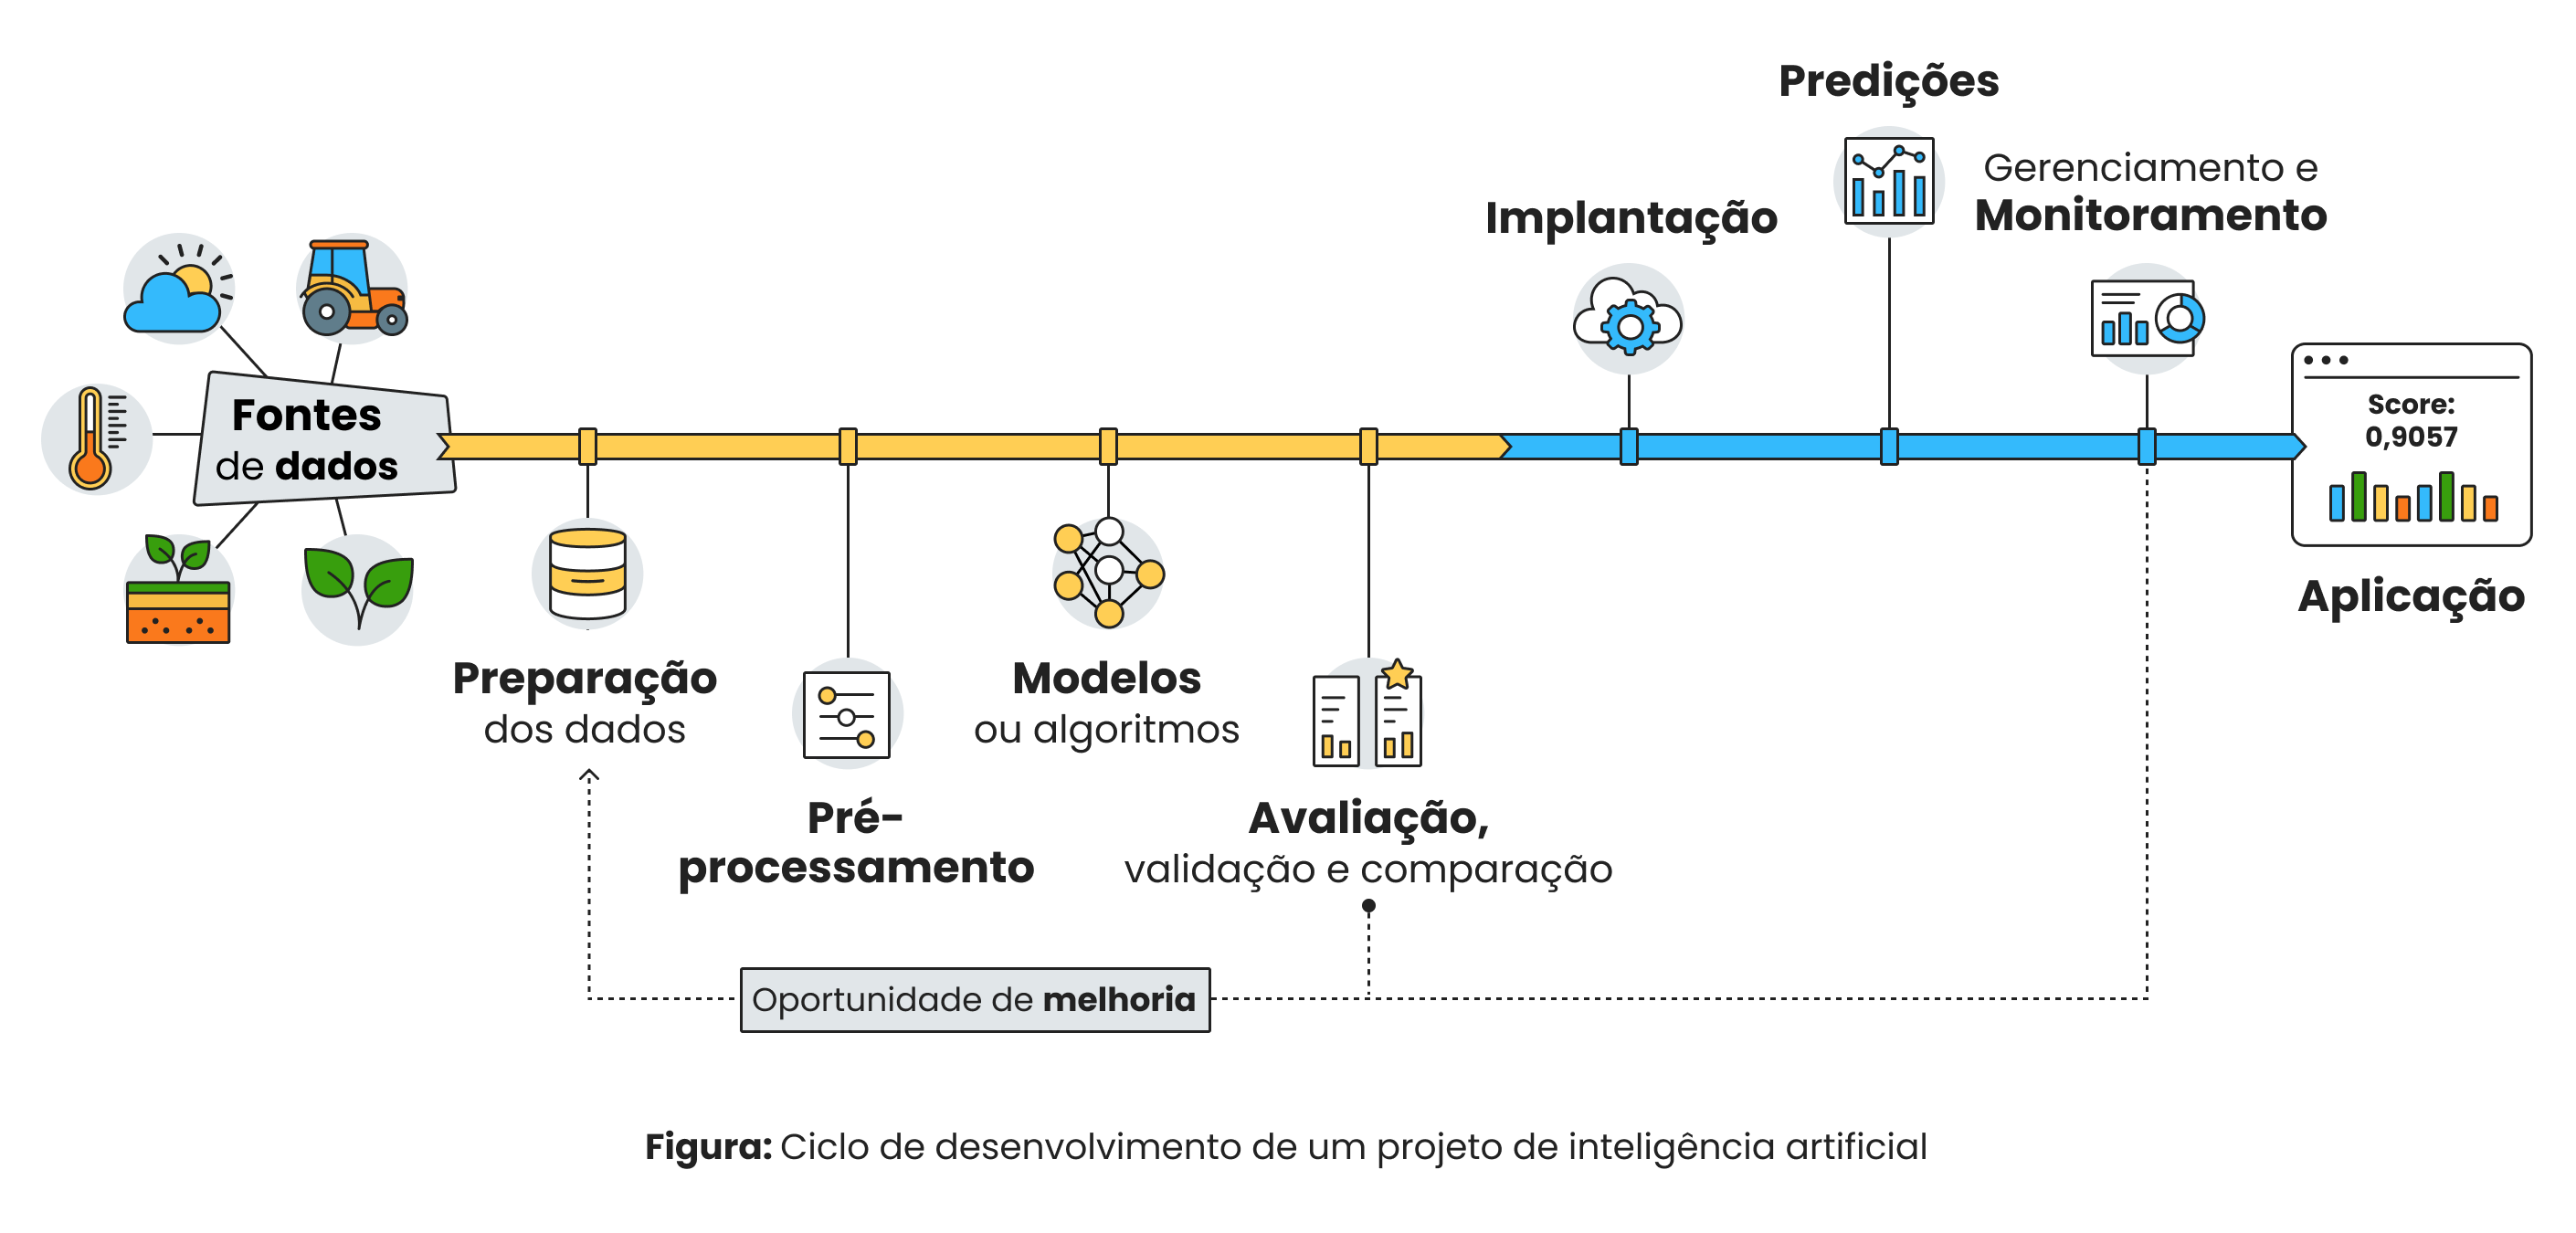 Fontes
de dados
Preparação
dos dados
Pré-
processamento
Modelos
ou algoritmos
Avaliação,
validação e comparação
Implantação
Predições
Gerenciamento e
Monitoramento
Score:
0,9057
Aplicação
Oportunidade de melhoria
Figura: Ciclo de desenvolvimento de um projeto de inteligência artificial